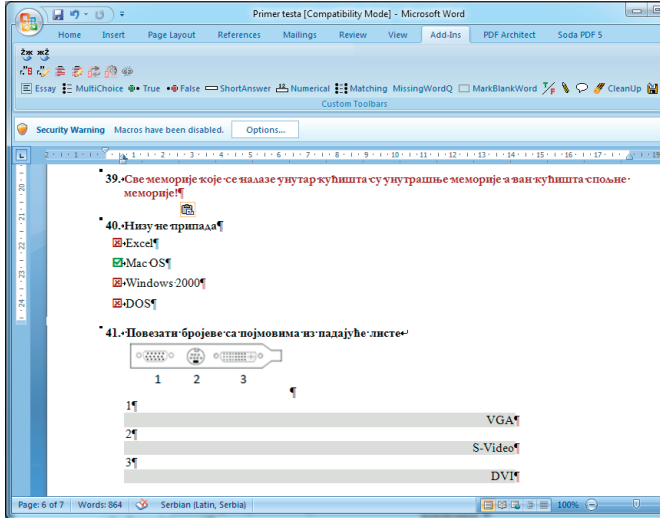 Primer testa [Compatibility Mode] - Microsoft Word
Home Insert Page Layout References Mailings Review View Add-Ins PDF Architect Soda PDF 5
žж жž
Essay MultiChoice True False ShortAnswer Numerical Matching MissingWordQ MarkBlankWord T/F CleanUp
Custom Toolbars
Security Warning Macros have been disabled. Options...
39. Све меморије које се налазе унутар кућишта су унутрашње меморије а ван кућишта спољне
меморије!¶
40. Низу не припада¶
Excel¶
Mac OS¶
Windows 2000¶
DOS¶
41. Повезати бројеве са појмовима из падајуће листе↵
1 2 3
¶
1¶
VGA¶
2¶
S-Video¶
3¶
DVI¶
Page: 6 of 7 Words: 864 Serbian (Latin, Serbia) 100%